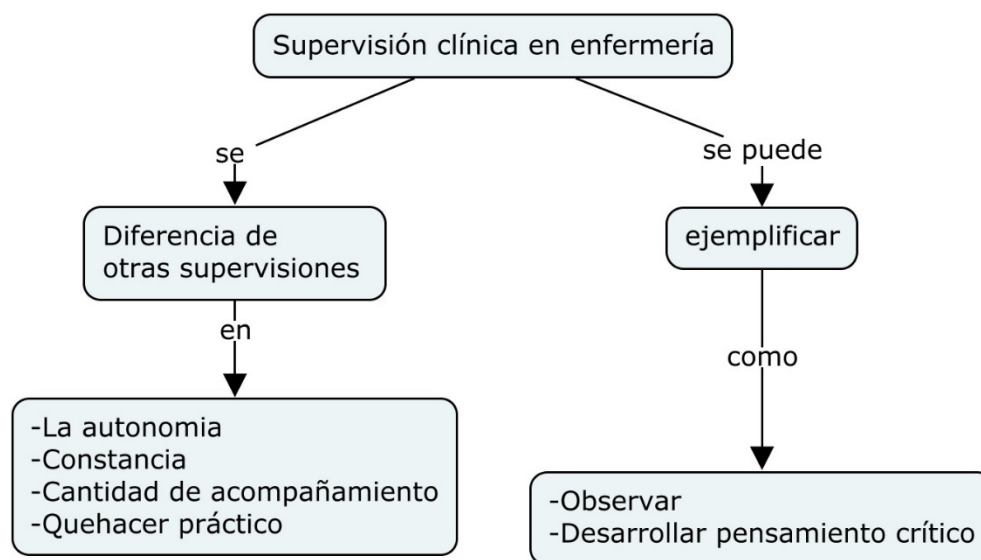 Supervisión clínica en enfermería
se
se puede
Diferencia de
otras supervisiones
ejemplificar
en
como
-La autonomia
-Constancia
-Cantidad de acompañamiento
-Quehacer práctico
-Observar
-Desarrollar pensamiento crítico